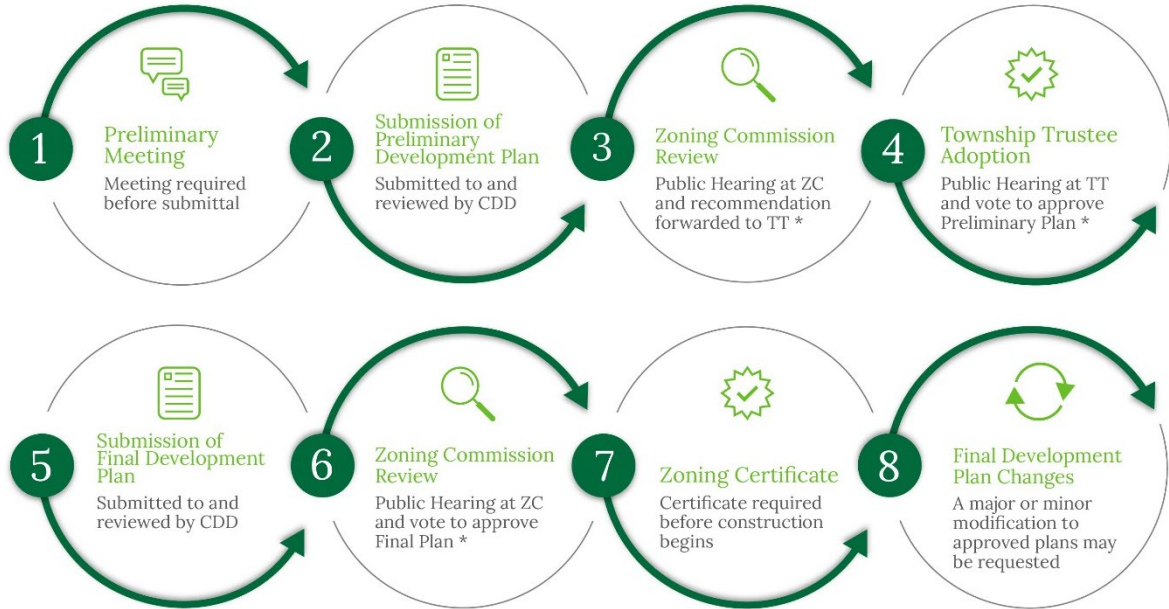 1
Preliminary
Meeting
Meeting required
before submittal
2
Submission of
Preliminary
Development Plan
Submitted to and
reviewed by CDD
3
Zoning Commission
Review
Public Hearing at ZC
and recommendation
forwarded to TT *
4
Township Trustee
Adoption
Public Hearing at TT
and vote to approve
Preliminary Plan *
5
Submission of
Final Development
Plan
Submitted to and
reviewed by CDD
6
Zoning Commission
Review
Public Hearing at ZC
and vote to approve
Final Plan *
7
Zoning Certificate
Certificate required
before construction
begins
8
Final Development
Plan Changes
A major or minor
modification to
approved plans may
be requested